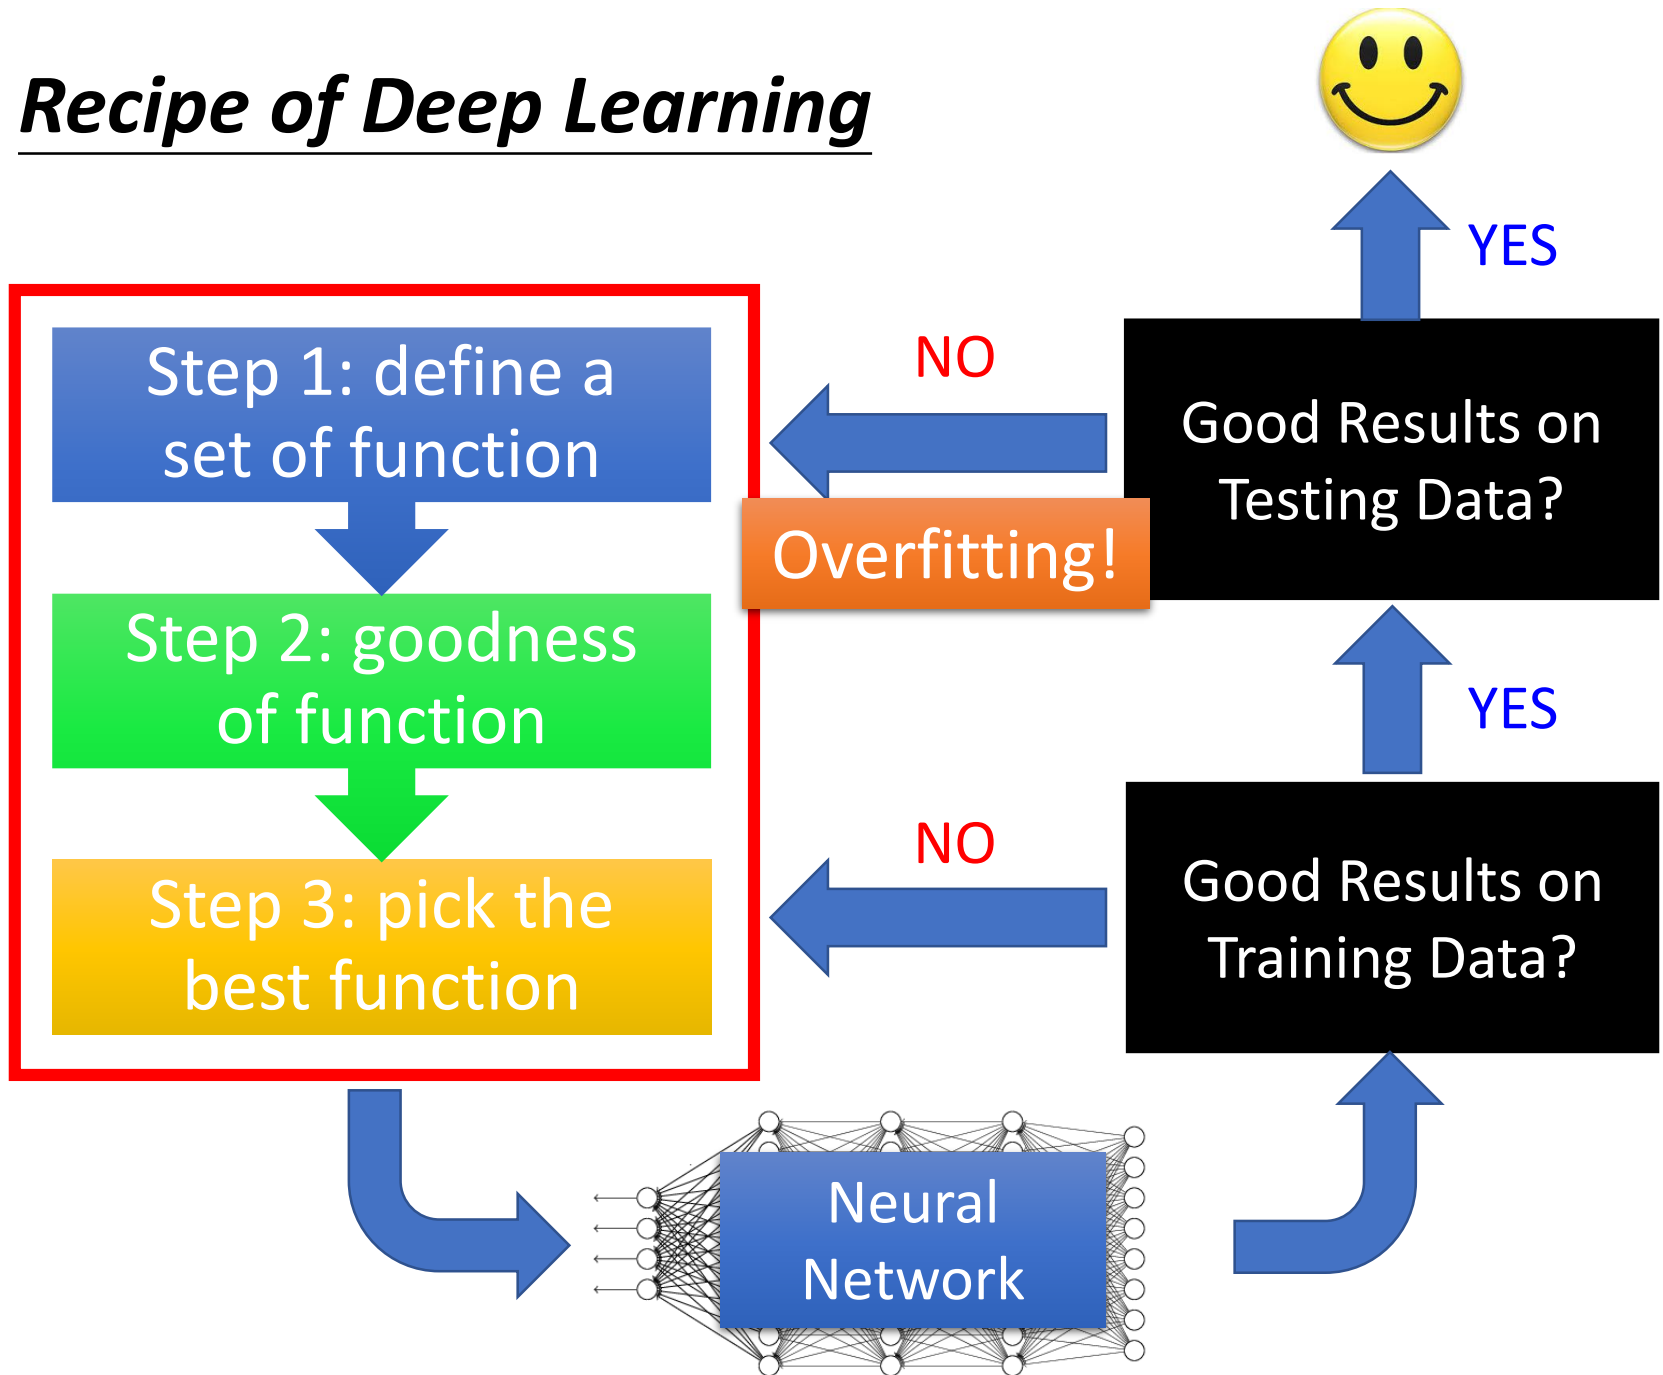 Recipe of Deep Learning
YES
Step 1: define a
set of function
NO
Good Results on
Testing Data?
Overfitting!
Step 2: goodness
of function
YES
Step 3: pick the
best function
NO
Good Results on
Training Data?
Neural
Network